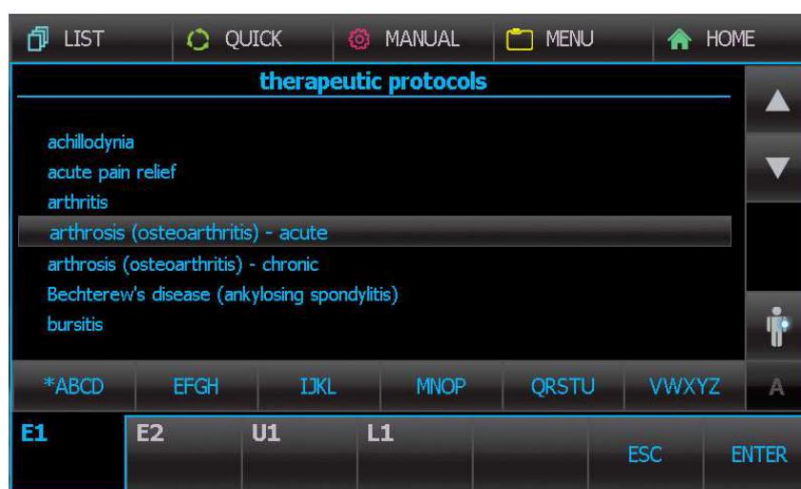 LIST QUICK MANUAL MENU HOME
therapeutic protocols
achillodynia
acute pain relief
arthritis
arthrosis (osteoarthritis) - acute
arthrosis (osteoarthritis) - chronic
Bechterew's disease (ankylosing spondylitis)
bursitis
*ABCD EFGH IJKL MNOP QRSTU VWXYZ A
E1 E2 U1 L1
ESC ENTER